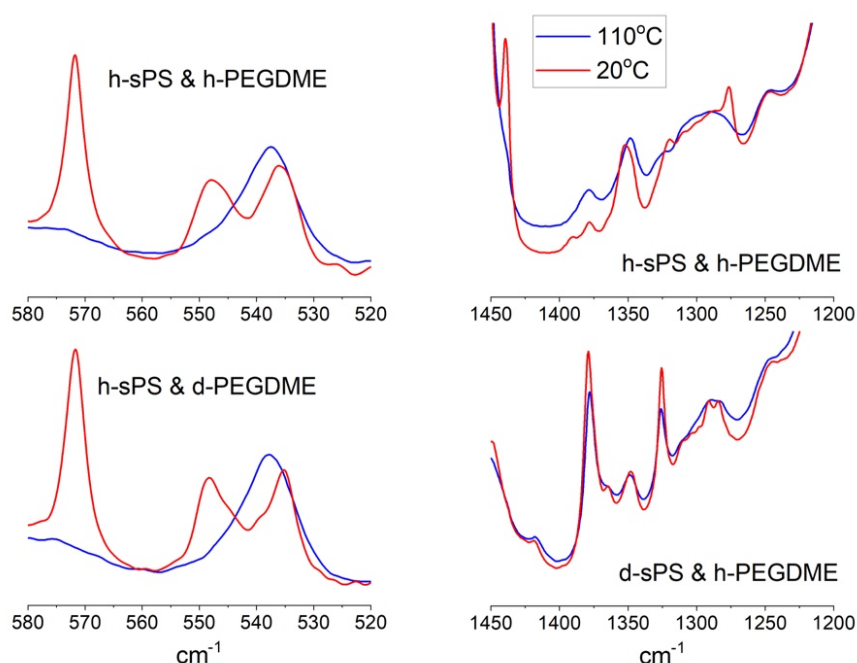 h-sPS & h-PEGDME
580 570 560 550 540 530 520
110°C
20°C
h-sPS & h-PEGDME
1450 1400 1350 1300 1250 1200
h-sPS & d-PEGDME
580 570 560 550 540 530 520
cm-1
d-sPS & h-PEGDME
1450 1400 1350 1300 1250 1200
cm-1